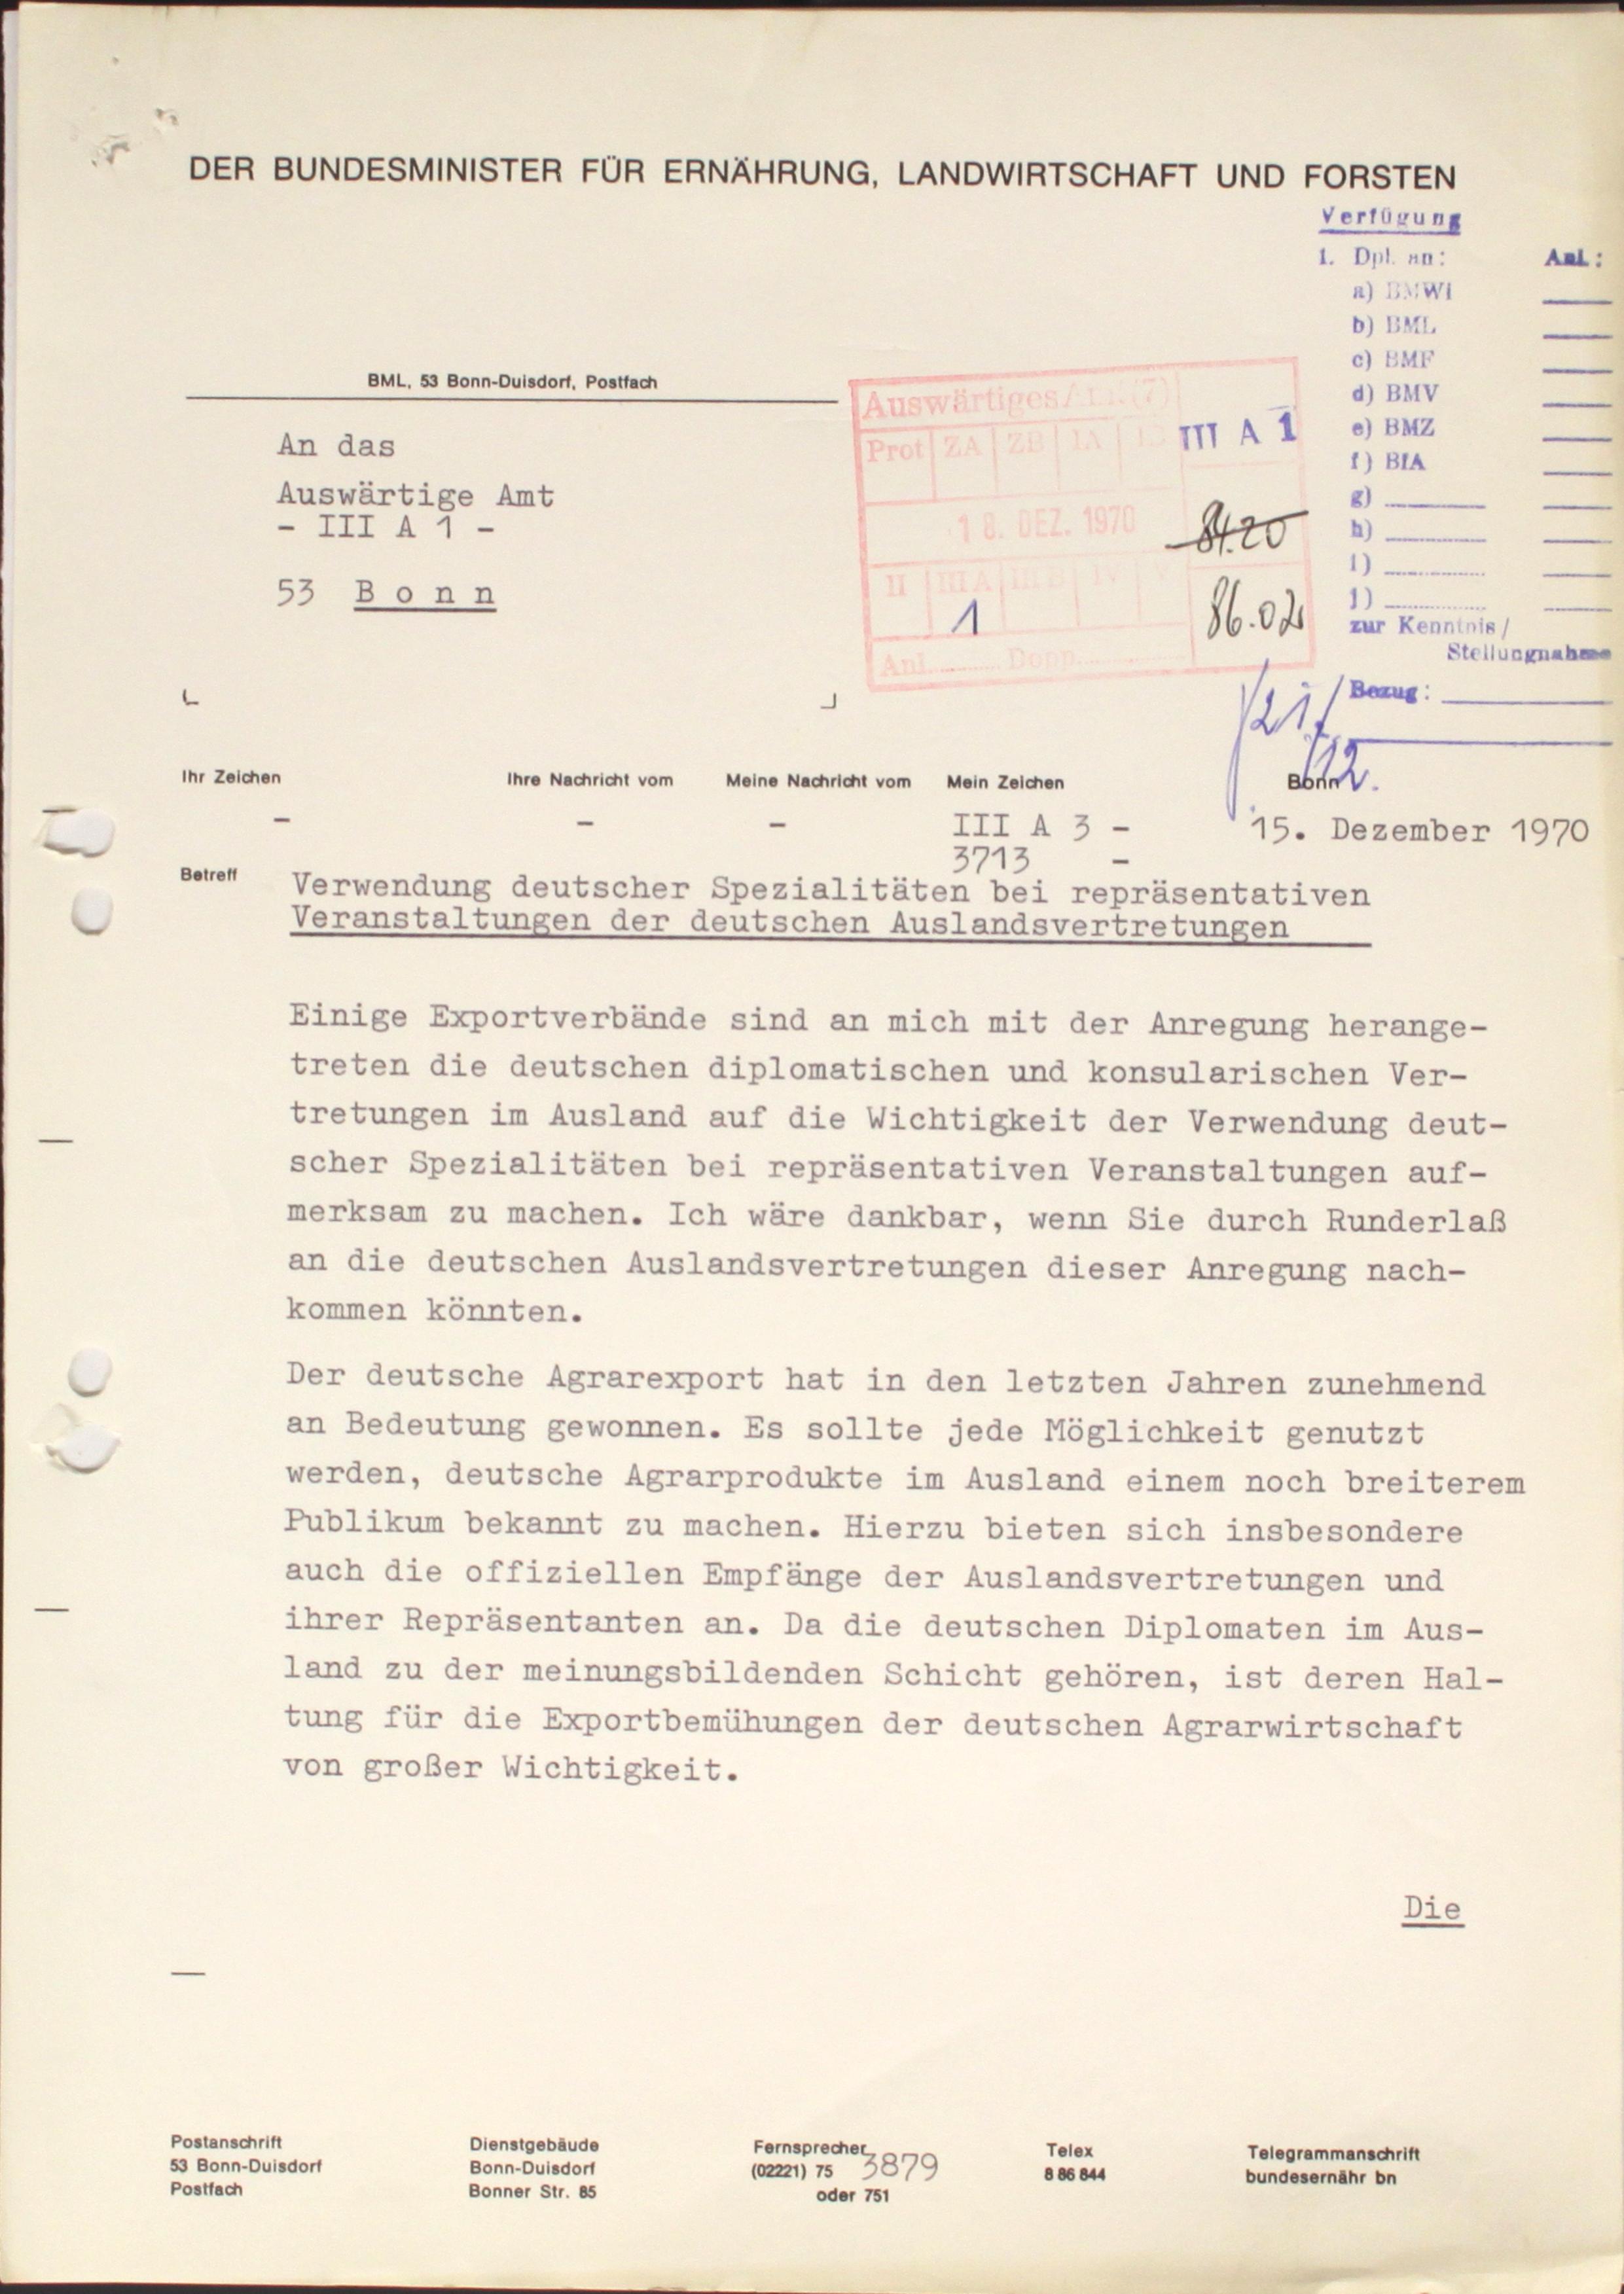 DER BUNDESMINISTER FÜR ERNÄHRUNG, LANDWIRTSCHAFT UND FORSTEN
Verfügung
1. Dpl. an: Anl.:
a) BMWi
b) BML
c) BMF
d) BMV
e) BMZ
f) BfA
g)
h)
i)
j)
zur Kenntnis /
Stellungnahme
Bezug:
BML, 53 Bonn-Duisdorf, Postfach
An das
Auswärtige Amt
- III A 1 -
53 Bonn
Auswärtiges Amt (7)
Prot ZA ZB IA
III A 1
18. DEZ. 1970
84.20
II III A III B IV V
1
86.02
Anl. Dopp.
21./12.
Ihr Zeichen Ihre Nachricht vom Meine Nachricht vom Mein Zeichen Bonn
- - - III A 3 - 15. Dezember 1970
3713 -
Betreff Verwendung deutscher Spezialitäten bei repräsentativen
Veranstaltungen der deutschen Auslandsvertretungen
Einige Exportverbände sind an mich mit der Anregung herange-
treten die deutschen diplomatischen und konsularischen Ver-
tretungen im Ausland auf die Wichtigkeit der Verwendung deut-
scher Spezialitäten bei repräsentativen Veranstaltungen auf-
merksam zu machen. Ich wäre dankbar, wenn Sie durch Runderlaß
an die deutschen Auslandsvertretungen dieser Anregung nach-
kommen könnten.
Der deutsche Agrarexport hat in den letzten Jahren zunehmend
an Bedeutung gewonnen. Es sollte jede Möglichkeit genutzt
werden, deutsche Agrarprodukte im Ausland einem noch breiterem
Publikum bekannt zu machen. Hierzu bieten sich insbesondere
auch die offiziellen Empfänge der Auslandsvertretungen und
ihrer Repräsentanten an. Da die deutschen Diplomaten im Aus-
land zu der meinungsbildenden Schicht gehören, ist deren Hal-
tung für die Exportbemühungen der deutschen Agrarwirtschaft
von großer Wichtigkeit.
Die
Postanschrift Dienstgebäude Fernsprecher Telex Telegrammanschrift
53 Bonn-Duisdorf Bonn-Duisdorf (02221) 75 3879 8 86 844 bundesernähr bn
Postfach Bonner Str. 85 oder 751